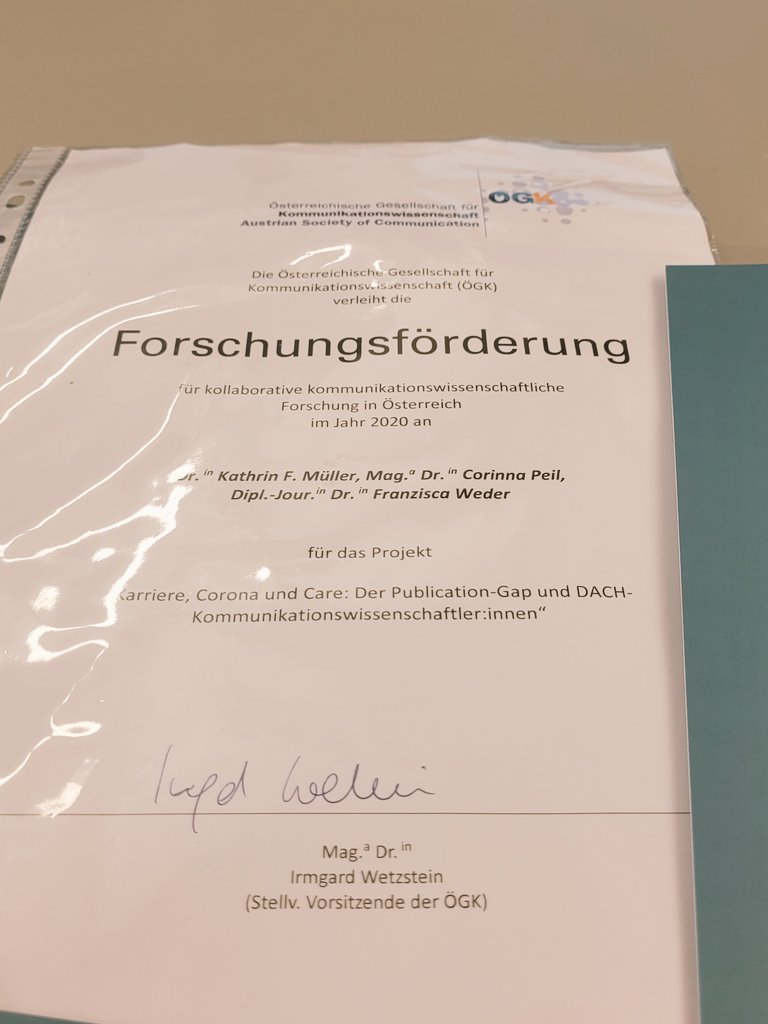 Österreichische Gesellschaft für
Kommunikationswissenschaft
Austrian Society of Communication
ÖGK
Die Österreichische Gesellschaft für
Kommunikationswissenschaft (ÖGK)
verleiht die
Forschungsförderung
für kollaborative kommunikationswissenschaftliche
Forschung in Österreich
im Jahr 2020 an
Dr.ⁱⁿ Kathrin F. Müller, Mag.ᵃ Dr.ⁱⁿ Corinna Peil,
Dipl.-Jour.ⁱⁿ Dr.ⁱⁿ Franzisca Weder
für das Projekt
Karriere, Corona und Care: Der Publication-Gap und DACH-
Kommunikationswissenschaftler:innen“
Mag.ᵃ Dr.ⁱⁿ
Irmgard Wetzstein
(Stellv. Vorsitzende der ÖGK)